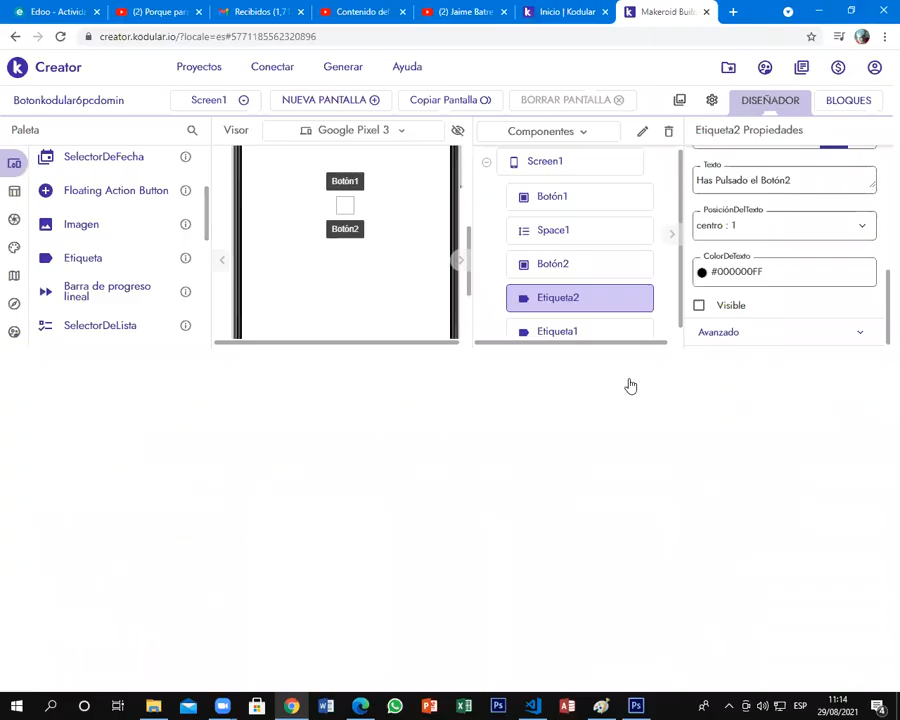 Edoo - Activida
(2) Porque par
Recibidos (1,7
Contenido de
(2) Jaime Batre
Inicio | Kodular
Makeroid Buil
creator.kodular.io/?locale=es#5771185562320896
Creator
Proyectos
Conectar
Generar
Ayuda
Botonkodular6pcdomin
Screen1
NUEVA PANTALLA
Copiar Pantalla
BORRAR PANTALLA
DISEÑADOR
BLOQUES
Paleta
Visor
Google Pixel 3
Componentes
Etiqueta2 Propiedades
SelectorDeFecha
Floating Action Button
Imagen
Etiqueta
Barra de progreso
lineal
SelectorDeLista
Botón1
Botón2
Screen1
Botón1
Space1
Botón2
Etiqueta2
Etiqueta1
Texto
Has Pulsado el Botón2
PosiciónDelTexto
centro : 1
ColorDeTexto
#000000FF
Visible
Avanzado
ESP
11:14
29/08/2021
4